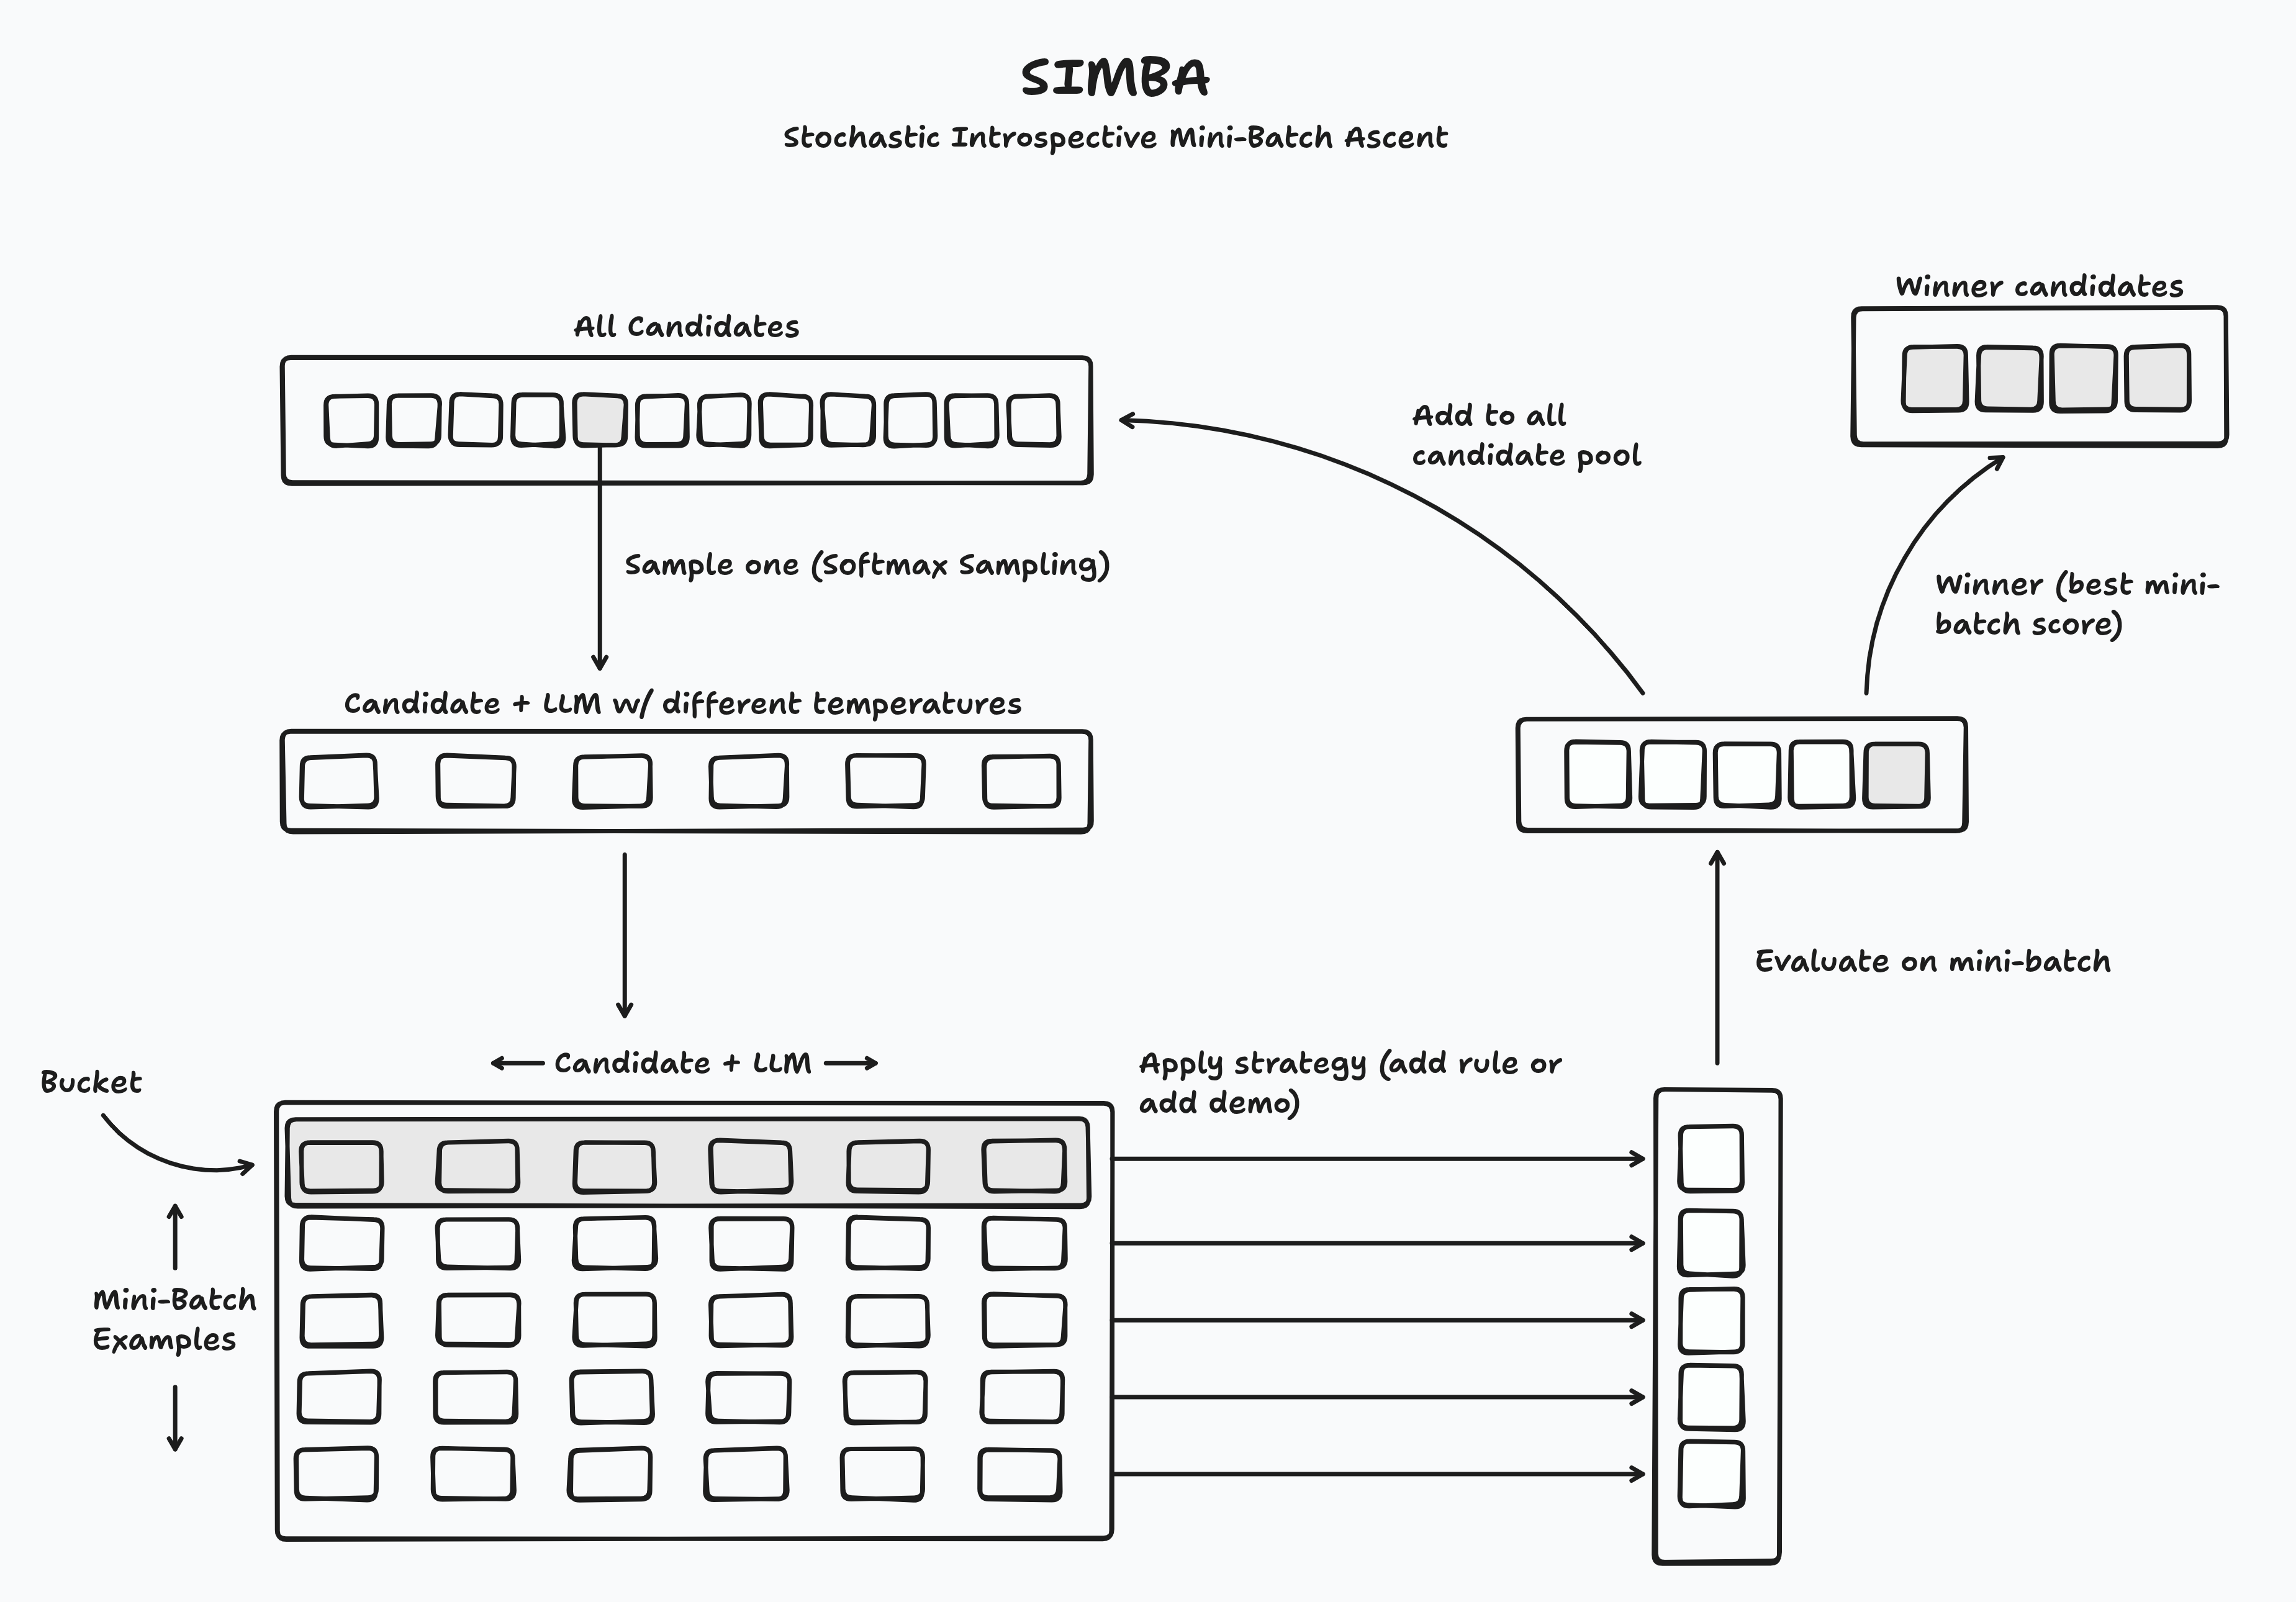 SIMBA
Stochastic Introspective Mini-Batch Ascent
Winner candidates
All Candidates
Add to all
candidate pool
Sample one (Softmax Sampling)
Winner (best mini-
batch score)
Candidate + LLM w/ different temperatures
Evaluate on mini-batch
Candidate + LLM
Apply strategy (add rule or
add demo)
Bucket
Mini-Batch
Examples